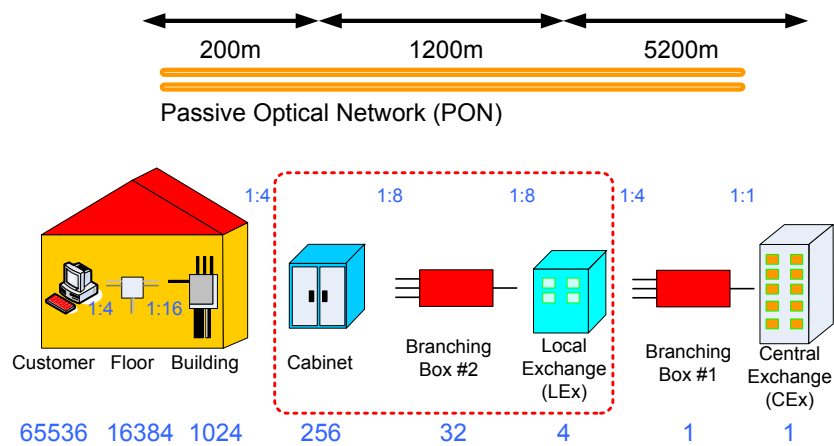 200m 1200m 5200m
Passive Optical Network (PON)
1:4 1:8 1:8 1:4 1:1
1:4 1:16
Customer Floor Building Cabinet Branching Box #2 Local Exchange (LEx) Branching Box #1 Central Exchange (CEx)
65536 16384 1024 256 32 4 1 1